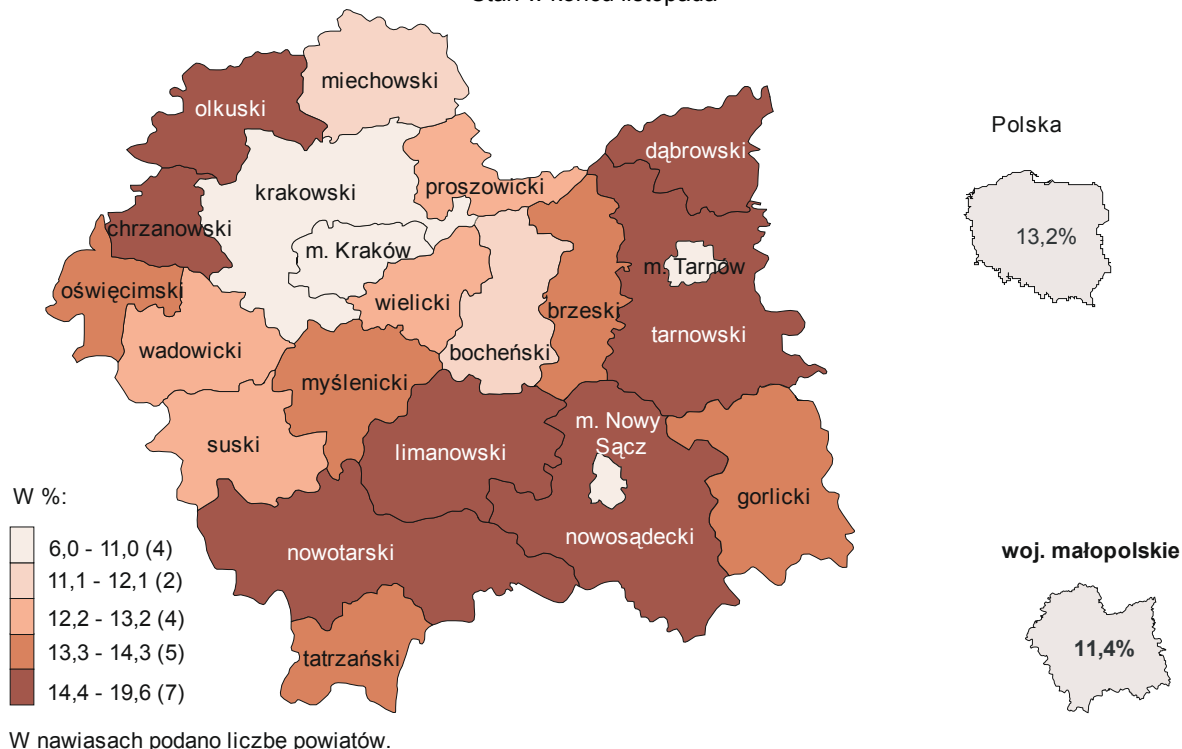 Stan w końcu listopada
miechowski
olkuski
dąbrowski
Polska
krakowski
proszowicki
chrzanowski
m. Kraków
m. Tarnów
13,2%
oświęcimski
wielicki
brzeski
tarnowski
wadowicki
bocheński
myślenicki
m. Nowy
Sącz
suski
limanowski
gorlicki
nowosądecki
nowotarski
tatrzański
W %:
6,0 - 11,0 (4)
11,1 - 12,1 (2)
12,2 - 13,2 (4)
13,3 - 14,3 (5)
14,4 - 19,6 (7)
woj. małopolskie
11,4%
W nawiasach podano liczbę powiatów.